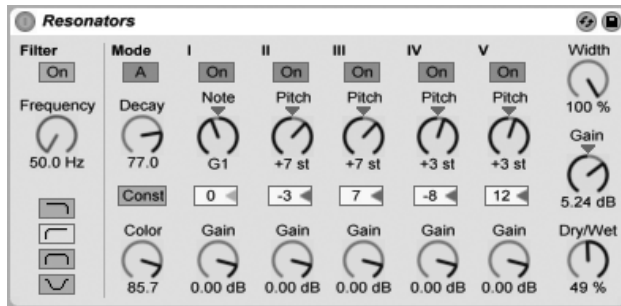 Resonators
Filter Mode I II III IV V Width
On A On On On On On
100 %
Frequency Decay Note Pitch Pitch Pitch Pitch
Gain
50.0 Hz 77.0 G1 +7 st +7 st +3 st +3 st
Const 0 -3 7 -8 12
5.24 dB
Color Gain Gain Gain Gain Gain Dry/Wet
85.7 0.00 dB 0.00 dB 0.00 dB 0.00 dB 0.00 dB 49 %